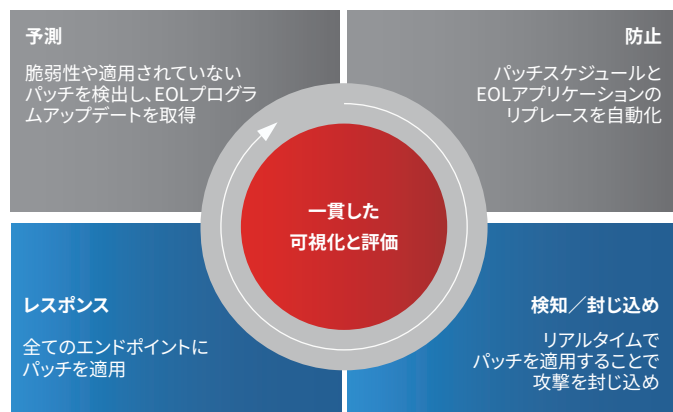 予測
脆弱性や適用されていない
パッチを検出し、EOLプログラ
ムアップデートを取得
防止
パッチスケジュールと
EOLアプリケーションの
リプレースを自動化
一貫した
可視化と評価
レスポンス
全てのエンドポイントに
パッチを適用
検知／封じ込め
リアルタイムで
パッチを適用することで
攻撃を封じ込め